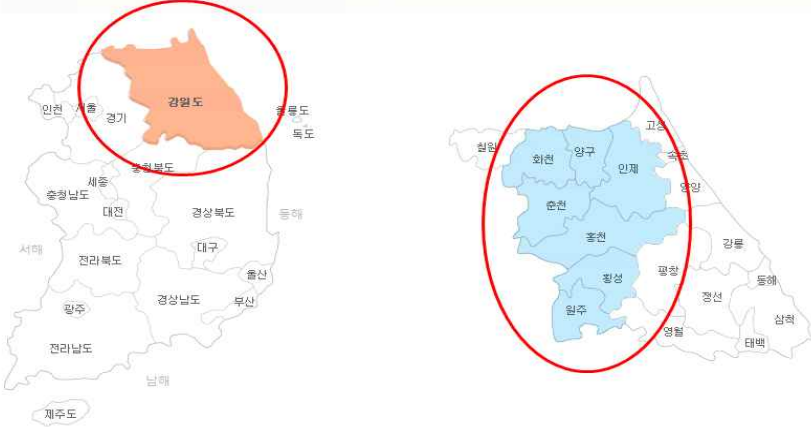 강원도
인천
서울
경기
울릉도
독도
충청북도
세종
충청남도
대전
경상북도
동해
서해
대구
전라북도
울산
경상남도
부산
광주
전라남도
남해
제주도
고성
철원
화천
양구
인제
속초
양양
춘천
홍천
강릉
횡성
평창
동해
정선
원주
삼척
영월
태백